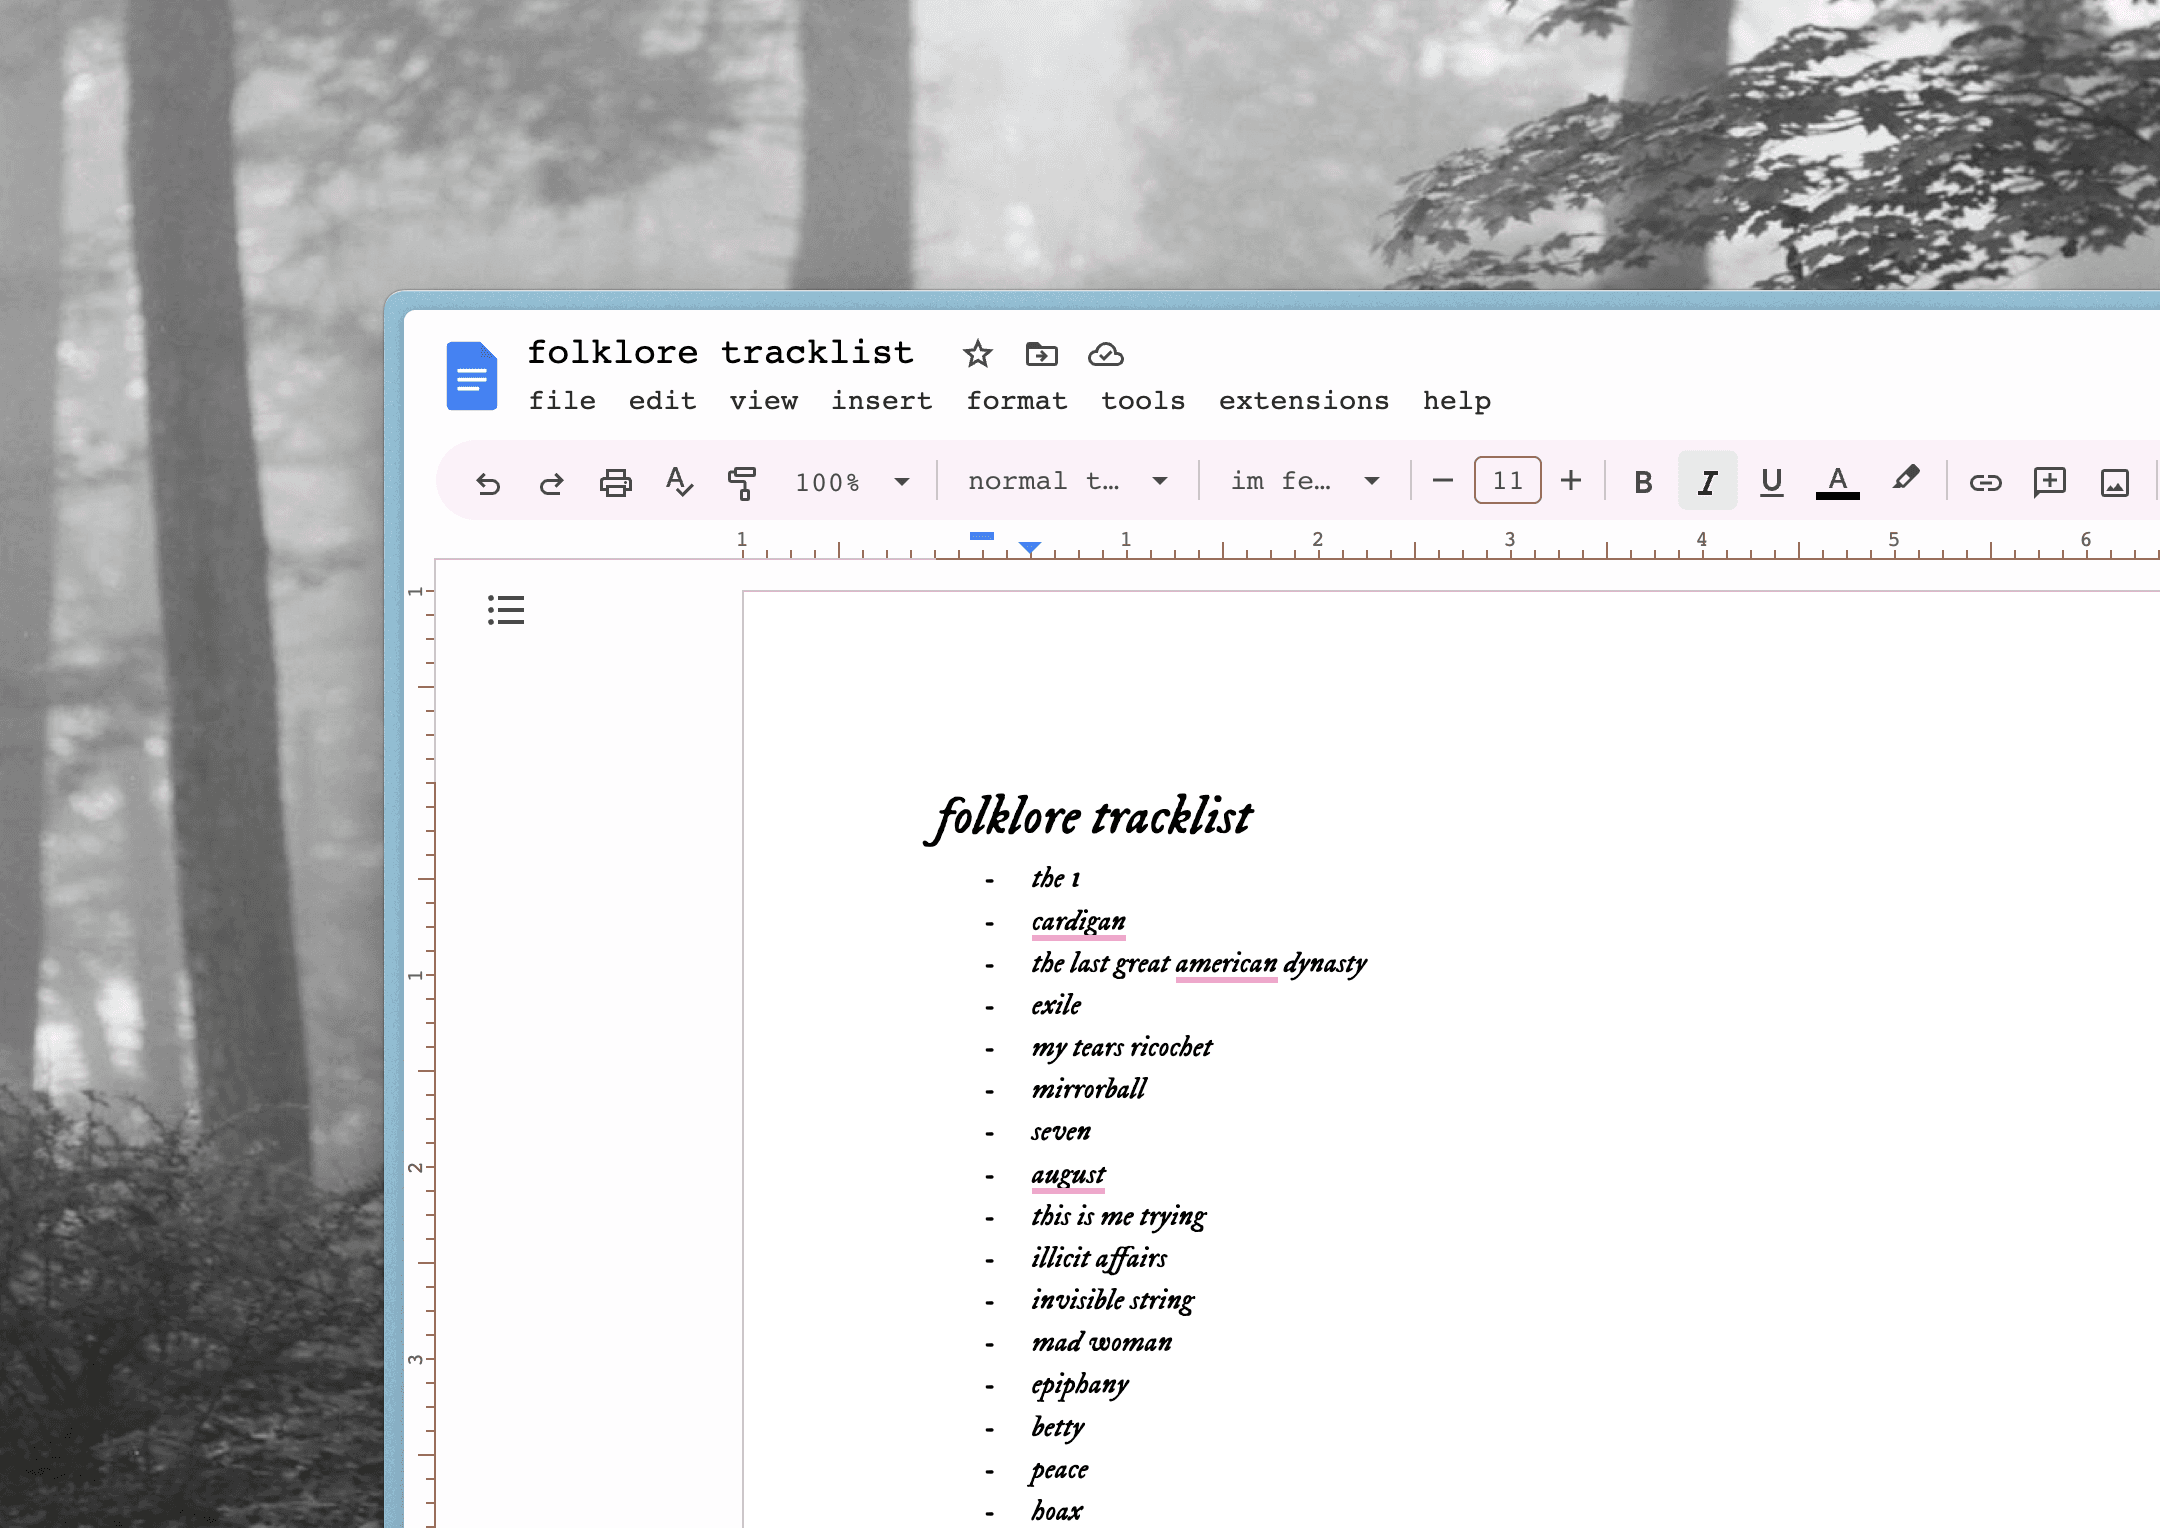 folklore tracklist
file edit view insert format tools extensions help
100% normal t… im fe… 11 B I U A
1 1 2 3 4 5 6
1
folklore tracklist
- the 1
- cardigan
- the last great american dynasty
1
- exile
- my tears ricochet
- mirrorball
- seven
2
- august
- this is me trying
- illicit affairs
- invisible string
- mad woman
3
- epiphany
- betty
- peace
- hoax